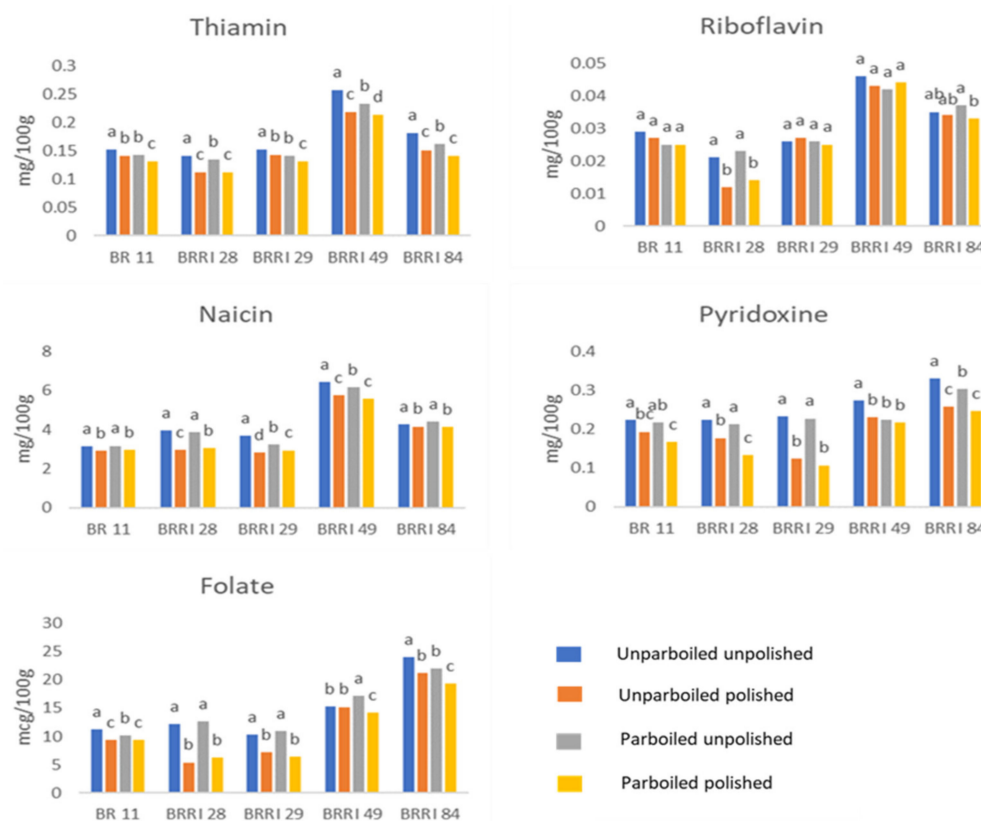 Thiamin
mg/100g
0.3
0.25
0.2
0.15
0.1
0.05
0
a b b c a c b c a b b c a c b d a c b c
BR 11 BRRI 28 BRRI 29 BRRI 49 BRRI 84
Riboflavin
mg/100g
0.05
0.04
0.03
0.02
0.01
0
a a a a a b a b a a a a a a a a ab ab a b
BR 11 BRRI 28 BRRI 29 BRRI 49 BRRI 84
Naicin
mg/100g
8
6
4
2
0
a b a b a c a b a d b c a c b c a b a b
BR 11 BRRI 28 BRRI 29 BRRI 49 BRRI 84
Pyridoxine
mg/100g
0.4
0.3
0.2
0.1
0
a bc ab c a b a c a b a b a b b b a c b c
BR 11 BRRI 28 BRRI 29 BRRI 49 BRRI 84
Folate
mcg/100g
30
25
20
15
10
5
0
a c b c a b a b a b a b b b a c a b b c
BR 11 BRRI 28 BRRI 29 BRRI 49 BRRI 84
Unparboiled unpolished
Unparboiled polished
Parboiled unpolished
Parboiled polished